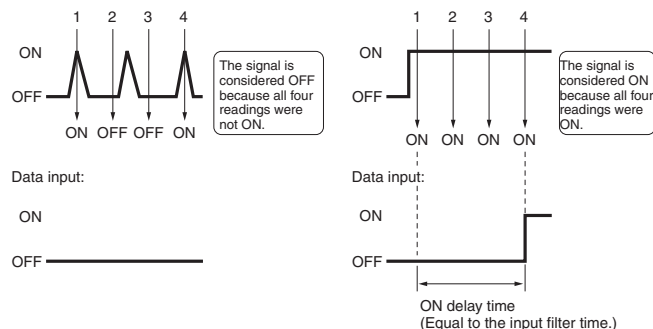 1 2 3 4
ON
OFF
ON OFF OFF ON
The signal is
considered OFF
because all four
readings were
not ON.
Data input:
ON
OFF
1 2 3 4
ON
OFF
ON ON ON ON
The signal is
considered ON
because all four
readings were
ON.
Data input:
ON
OFF
ON delay time
(Equal to the input filter time.)